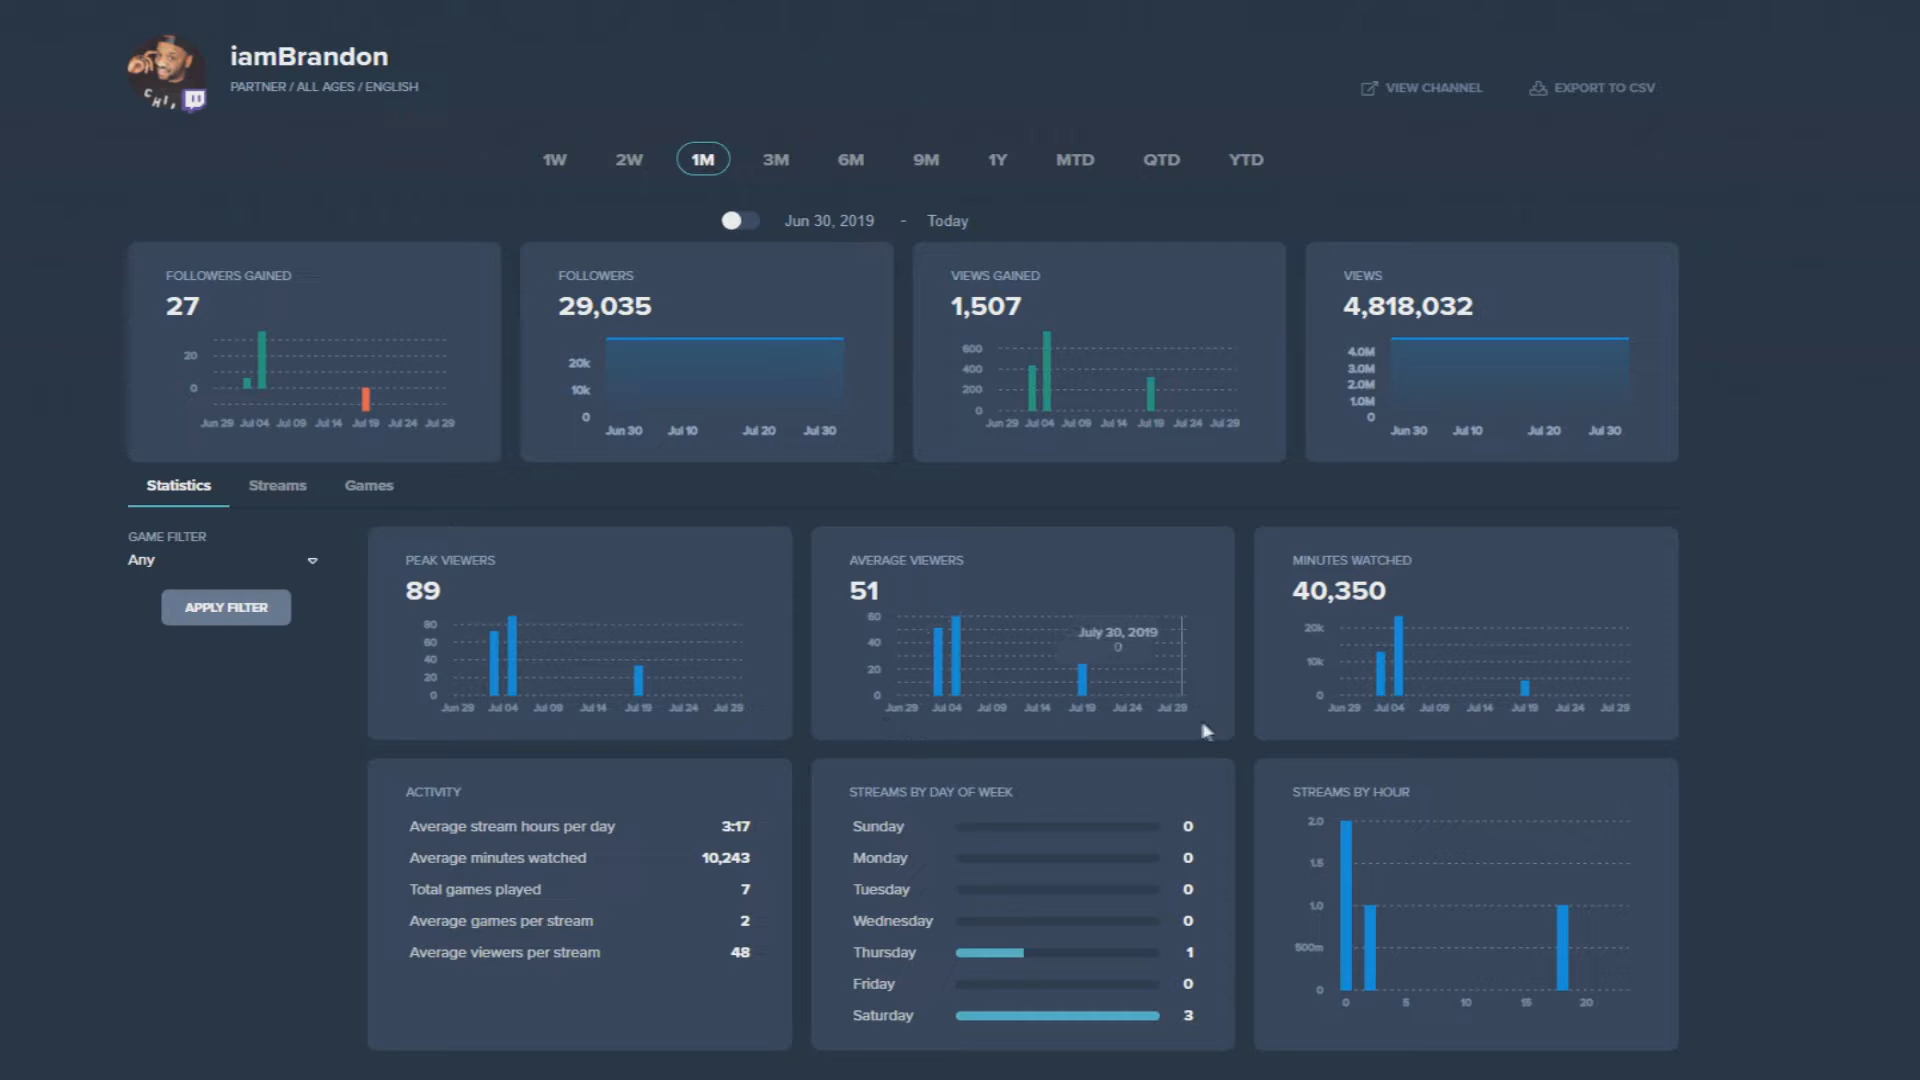 iamBrandon
PARTNER / ALL AGES / ENGLISH
VIEW CHANNEL
EXPORT TO CSV
1W 2W 1M 3M 6M 9M 1Y MTD QTD YTD
Jun 30, 2019 - Today
FOLLOWERS GAINED
27
20
0
Jun 29 Jul 04 Jul 09 Jul 14 Jul 19 Jul 24 Jul 29
FOLLOWERS
29,035
20k
10k
0
Jun 30 Jul 10 Jul 20 Jul 30
VIEWS GAINED
1,507
600
400
200
0
Jun 29 Jul 04 Jul 09 Jul 14 Jul 19 Jul 24 Jul 29
VIEWS
4,818,032
4.0M
3.0M
2.0M
1.0M
0
Jun 30 Jul 10 Jul 20 Jul 30
Statistics Streams Games
GAME FILTER
Any
APPLY FILTER
PEAK VIEWERS
89
80
60
40
20
0
Jun 29 Jul 04 Jul 09 Jul 14 Jul 19 Jul 24 Jul 29
AVERAGE VIEWERS
51
60
40
20
0
July 30, 2019
0
Jun 29 Jul 04 Jul 09 Jul 14 Jul 19 Jul 24 Jul 29
MINUTES WATCHED
40,350
20k
10k
0
Jun 29 Jul 04 Jul 09 Jul 14 Jul 19 Jul 24 Jul 29
ACTIVITY
Average stream hours per day 3:17
Average minutes watched 10,243
Total games played 7
Average games per stream 2
Average viewers per stream 48
STREAMS BY DAY OF WEEK
Sunday 0
Monday 0
Tuesday 0
Wednesday 0
Thursday 1
Friday 0
Saturday 3
STREAMS BY HOUR
2.0
1.5
1.0
500m
0
0 5 10 15 20